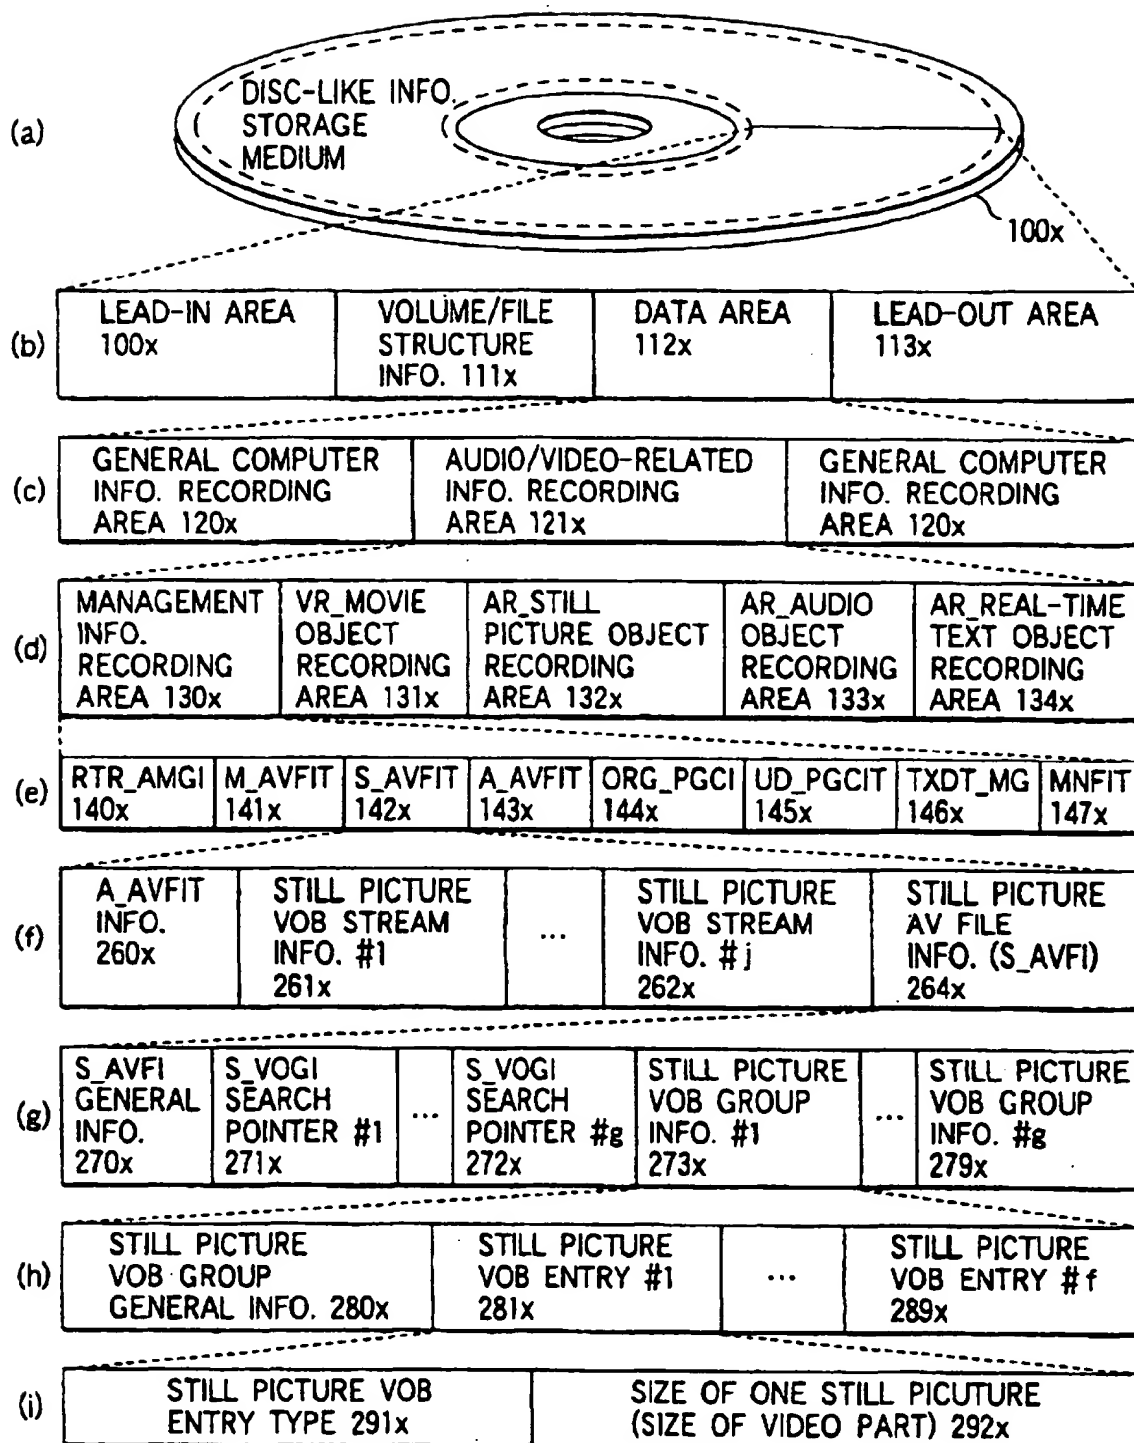 (a)
DISC-LIKE INFO.
STORAGE
MEDIUM
100x
(b)
LEAD-IN AREA
100x
VOLUME/FILE
STRUCTURE
INFO. 111x
DATA AREA
112x
LEAD-OUT AREA
113x
(c)
GENERAL COMPUTER
INFO. RECORDING
AREA 120x
AUDIO/VIDEO-RELATED
INFO. RECORDING
AREA 121x
GENERAL COMPUTER
INFO. RECORDING
AREA 120x
(d)
MANAGEMENT
INFO.
RECORDING
AREA 130x
VR_MOVIE
OBJECT
RECORDING
AREA 131x
AR_STILL
PICTURE OBJECT
RECORDING
AREA 132x
AR_AUDIO
OBJECT
RECORDING
AREA 133x
AR_REAL-TIME
TEXT OBJECT
RECORDING
AREA 134x
(e)
RTR_AMGI
140x
M_AVFIT
141x
S_AVFIT
142x
A_AVFIT
143x
ORG_PGCI
144x
UD_PGCIT
145x
TXDT_MG
146x
MNFIT
147x
(f)
A_AVFIT
INFO.
260x
STILL PICTURE
VOB STREAM
INFO. #1
261x
...
STILL PICTURE
VOB STREAM
INFO. #j
262x
STILL PICTURE
AV FILE
INFO. (S_AVFI)
264x
(g)
S_AVFI
GENERAL
INFO.
270x
S_VOGI
SEARCH
POINTER #1
271x
...
S_VOGI
SEARCH
POINTER #g
272x
STILL PICTURE
VOB GROUP
INFO. #1
273x
...
STILL PICTURE
VOB GROUP
INFO. #g
279x
(h)
STILL PICTURE
VOB GROUP
GENERAL INFO. 280x
STILL PICTURE
VOB ENTRY #1
281x
...
STILL PICTURE
VOB ENTRY #f
289x
(i)
STILL PICTURE VOB
ENTRY TYPE 291x
SIZE OF ONE STILL PICUTURE
(SIZE OF VIDEO PART) 292x